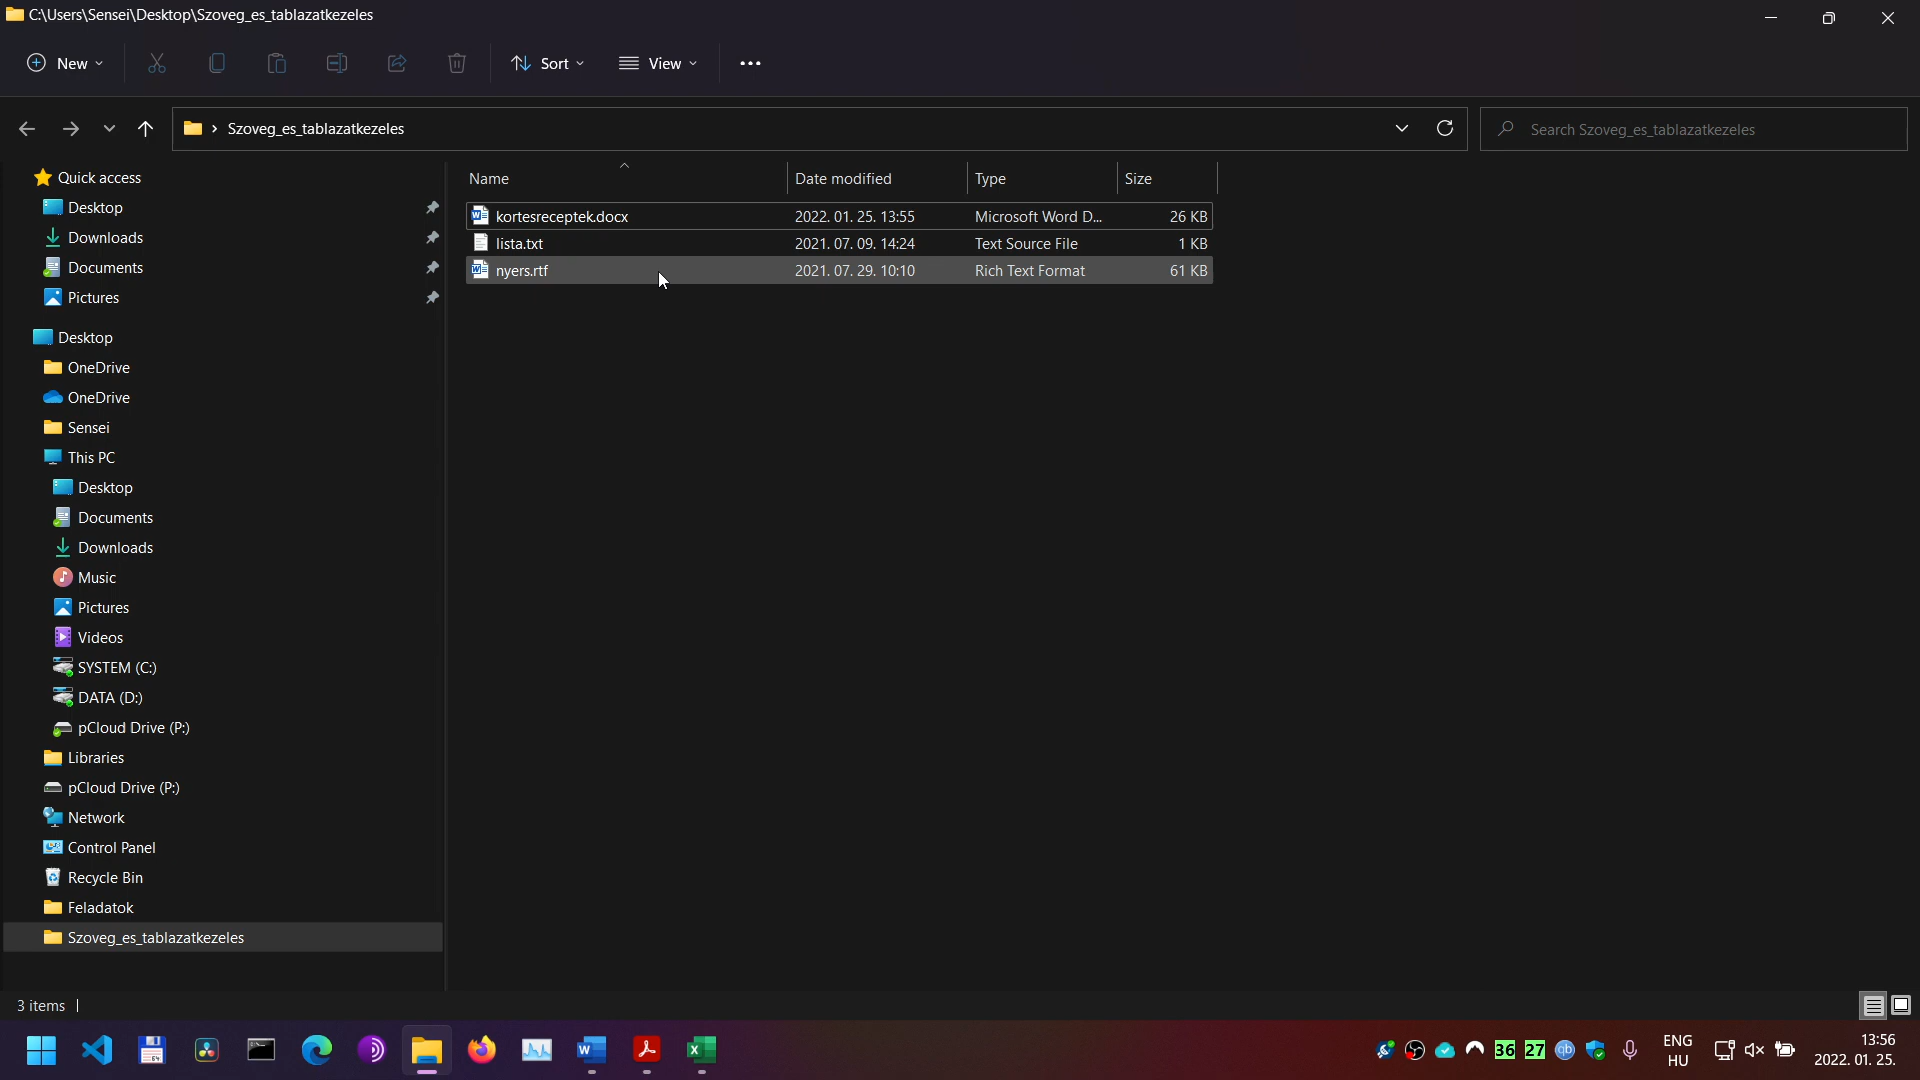 C:\Users\Sensei\Desktop\Szoveg_es_tablazatkezeles
New
Sort
View
Szoveg_es_tablazatkezeles
Search Szoveg_es_tablazatkezeles
Name Date modified Type Size
kortesreceptek.docx 2022. 01. 25. 13:55 Microsoft Word D... 26 KB
lista.txt 2021. 07. 09. 14:24 Text Source File 1 KB
nyers.rtf 2021. 07. 29. 10:10 Rich Text Format 61 KB
Quick access
Desktop
Downloads
Documents
Pictures
Desktop
OneDrive
OneDrive
Sensei
This PC
Desktop
Documents
Downloads
Music
Pictures
Videos
SYSTEM (C:)
DATA (D:)
pCloud Drive (P:)
Libraries
pCloud Drive (P:)
Network
Control Panel
Recycle Bin
Feladatok
Szoveg_es_tablazatkezeles
3 items
36
27
qb
ENG
HU
13:56
2022. 01. 25.